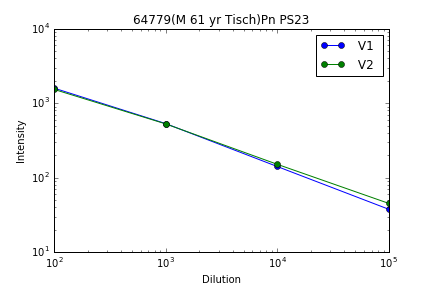 64779(M 61 yr Tisch)Pn PS23
V1
V2
10^4
10^3
10^2
10^1
Intensity
10^2 10^3 10^4 10^5
Dilution